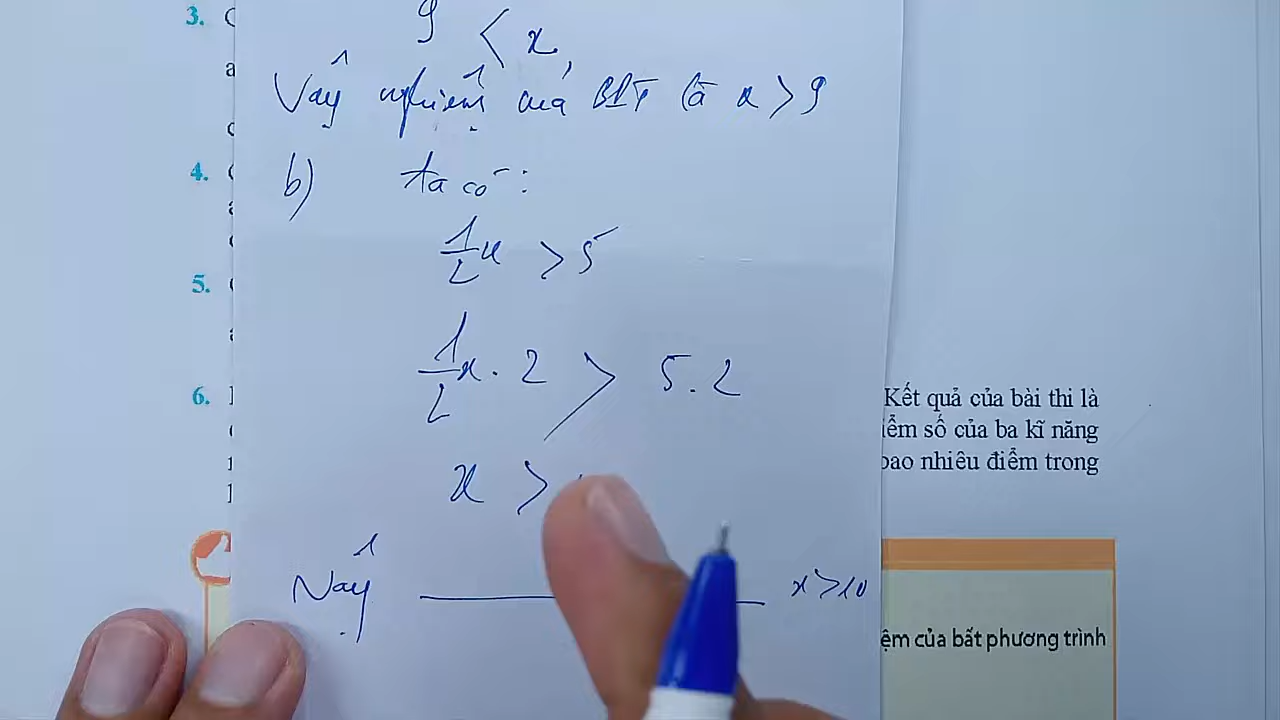 3.
9 < x,
Vậy nghiệm của BPT là x > 9
4.
b) ta có:
1/2 x > 5
5.
1/2 x . 2 > 5.2
6.
Kết quả của bài thi là
iểm số của ba kĩ năng
bao nhiêu điểm trong
x >
Vậy x > 10
ệm của bất phương trình